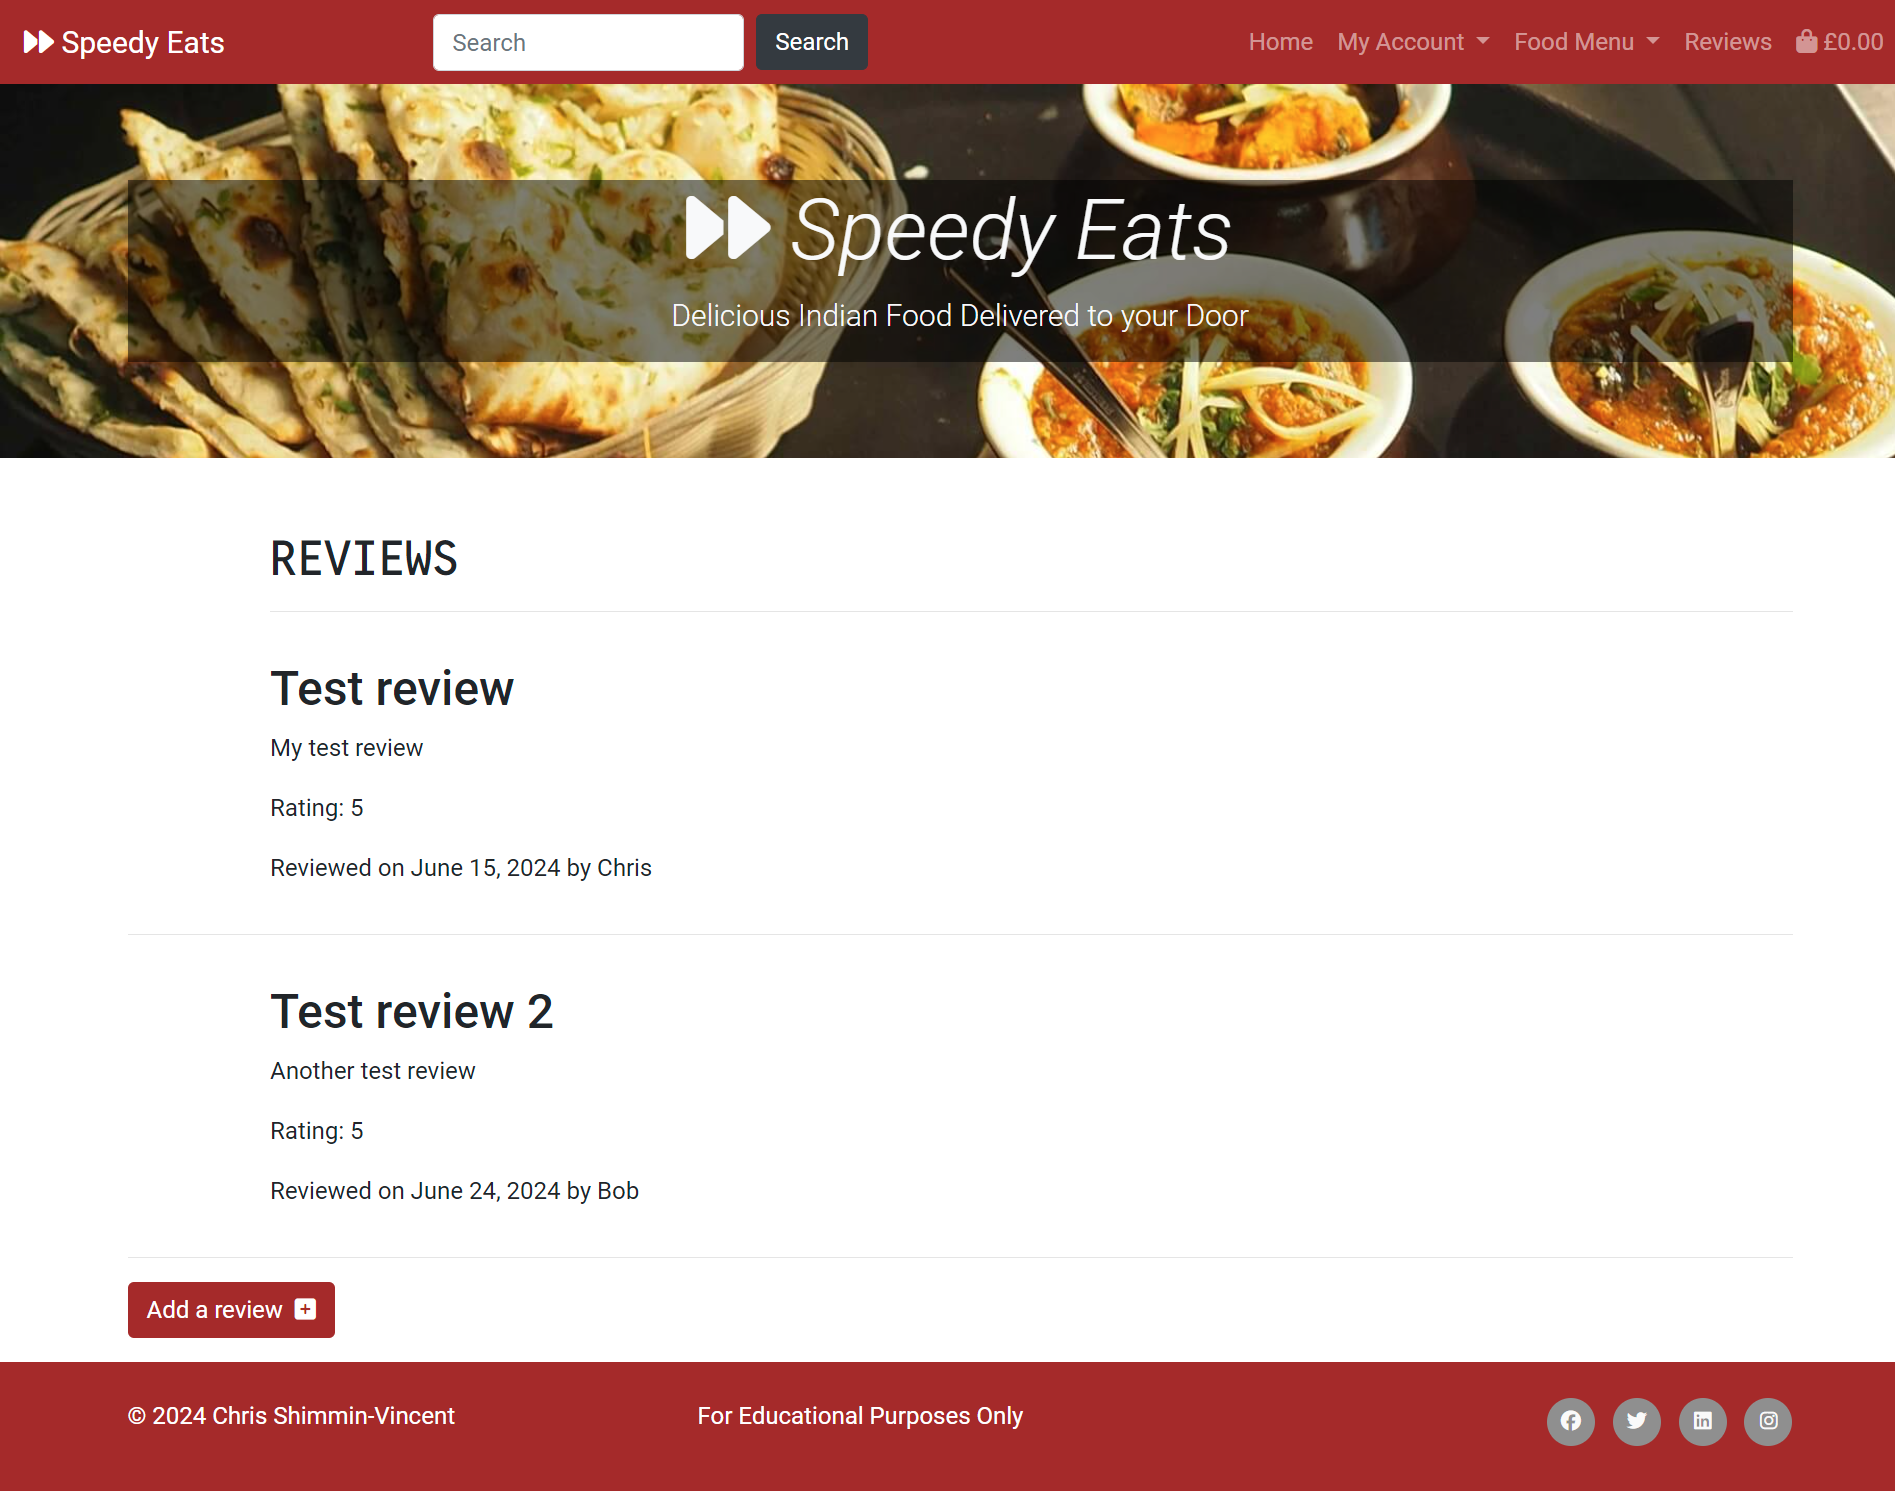 Speedy Eats
Search
Search
Home
My Account
Food Menu
Reviews
£0.00
Speedy Eats
Delicious Indian Food Delivered to your Door
REVIEWS
Test review
My test review
Rating: 5
Reviewed on June 15, 2024 by Chris
Test review 2
Another test review
Rating: 5
Reviewed on June 24, 2024 by Bob
Add a review
© 2024 Chris Shimmin-Vincent
For Educational Purposes Only